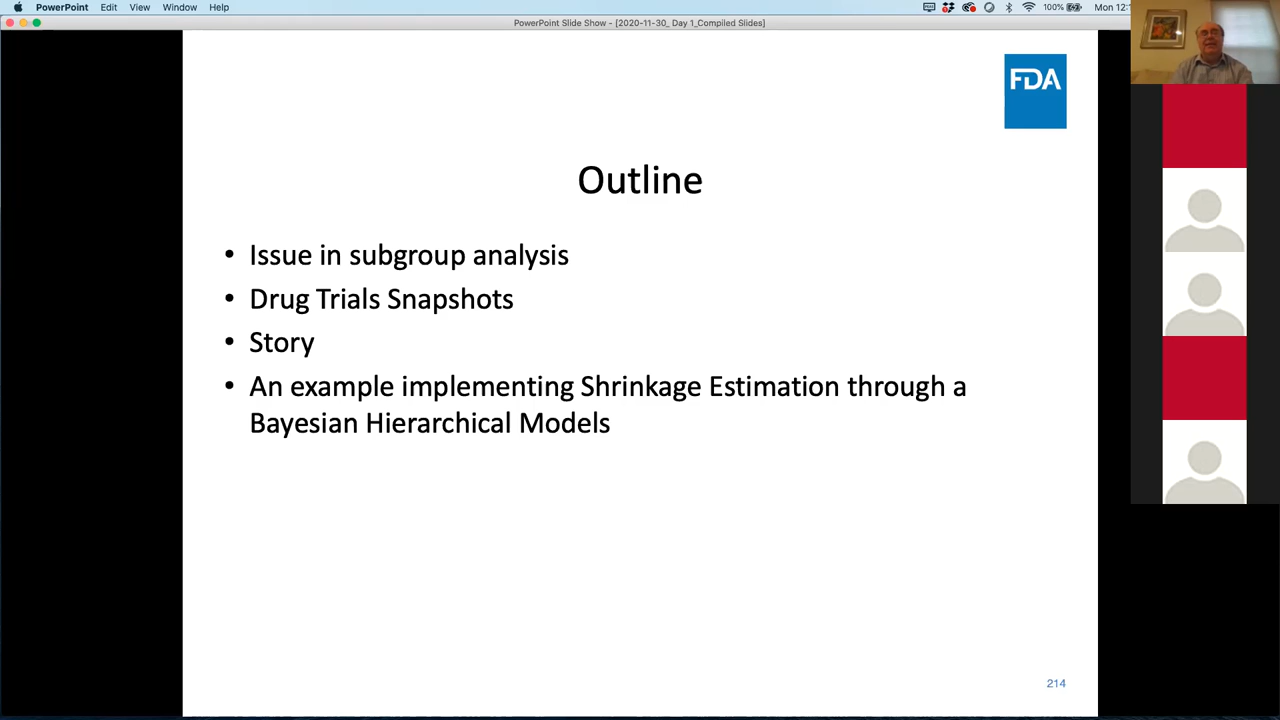 PowerPoint Edit View Window Help 100% Mon 12:
PowerPoint Slide Show - [2020-11-30_ Day 1_Compiled Slides]
FDA
Outline
• Issue in subgroup analysis
• Drug Trials Snapshots
• Story
• An example implementing Shrinkage Estimation through a
Bayesian Hierarchical Models
214